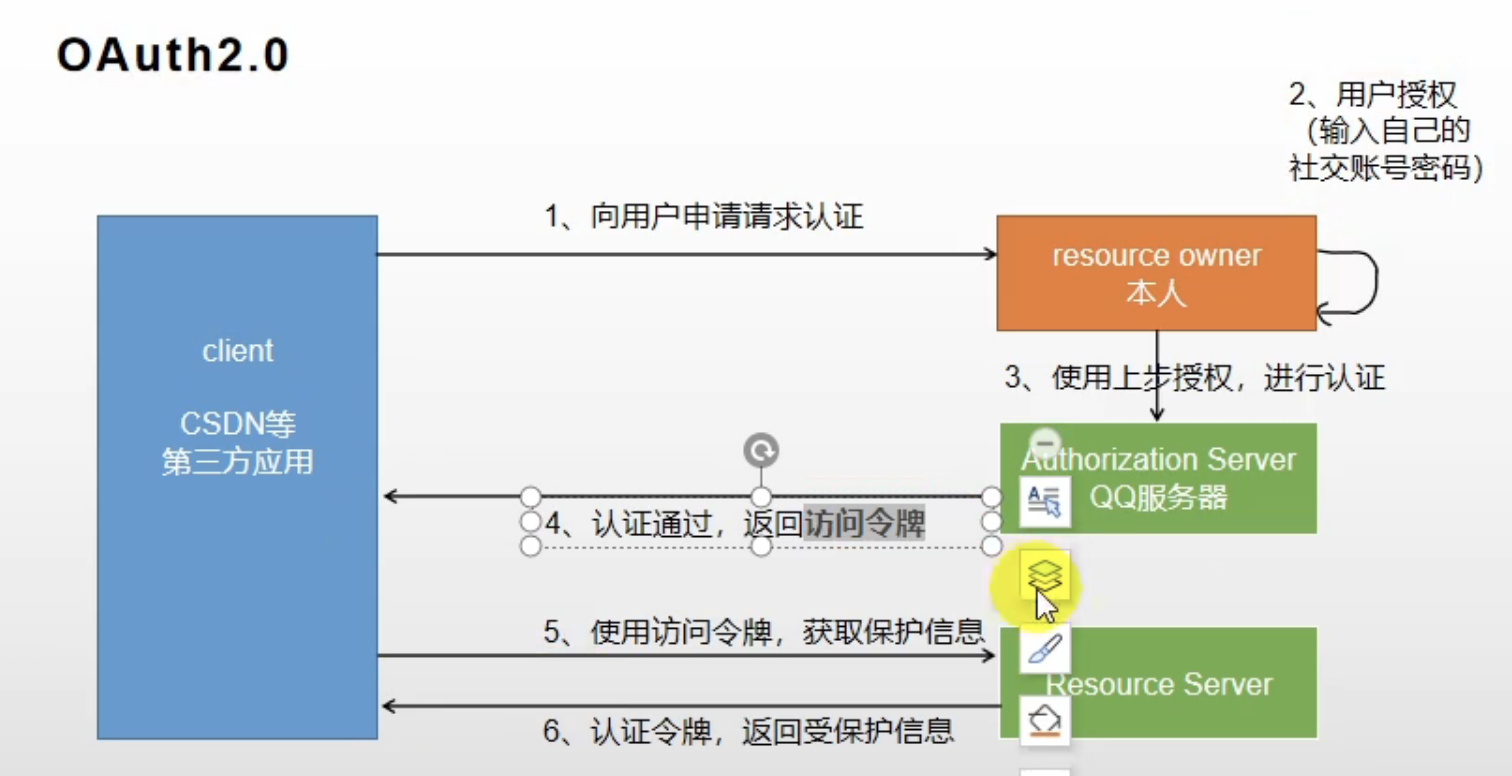 OAuth2.0
2、用户授权
（输入自己的
社交账号密码）
1、向用户申请请求认证
resource owner
本人
client
CSDN等
第三方应用
3、使用上步授权，进行认证
Authorization Server
QQ服务器
4、认证通过，返回访问令牌
5、使用访问令牌，获取保护信息
Resource Server
6、认证令牌，返回受保护信息